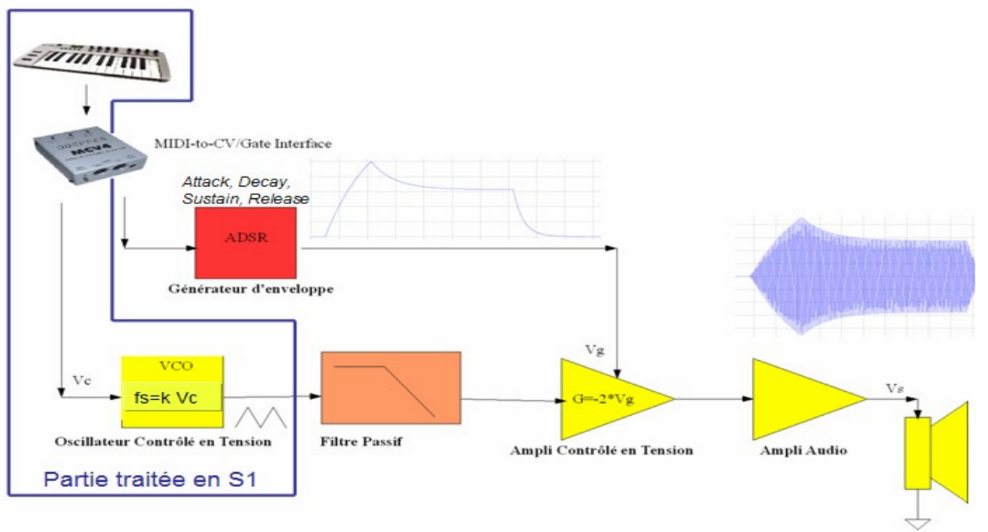 MCV4
MIDI-to-CV/Gate Interface
Attack, Decay,
Sustain, Release
ADSR
Générateur d'enveloppe
Vc
VCO
fs=k Vc
Oscillateur Contrôlé en Tension
Filtre Passif
Vg
G=-2*Vg
Ampli Contrôlé en Tension
Ampli Audio
Vs
Partie traitée en S1